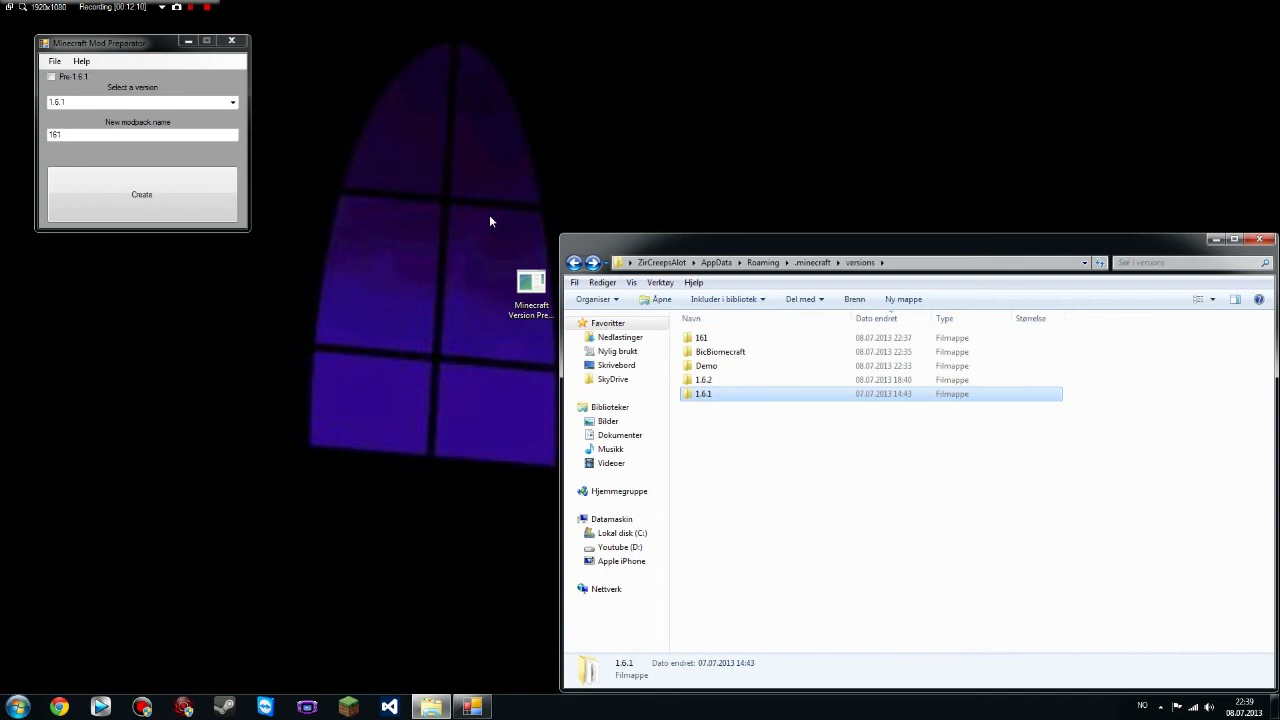 1920x1080 Recording [00:12.10]
Minecraft Mod Preparator
File Help
Pre-1.6.1
Select a version
1.6.1
New modpack name
161
Create
Minecraft
Version Pre...
ZirCreepsAlot AppData Roaming .minecraft versions
Søk i versions
Fil Rediger Vis Verktøy Hjelp
Organiser Åpne Inkluder i bibliotek Del med Brenn Ny mappe
Navn Dato endret Type Størrelse
Favoritter
Nedlastinger
Nylig brukt
Skrivebord
SkyDrive
Biblioteker
Bilder
Dokumenter
Musikk
Videoer
Hjemmegruppe
Datamaskin
Lokal disk (C:)
Youtube (D:)
Apple iPhone
Nettverk
161 08.07.2013 22:37 Filmappe
BicBiomecraft 08.07.2013 22:35 Filmappe
Demo 08.07.2013 22:33 Filmappe
1.6.2 08.07.2013 18:40 Filmappe
1.6.1 07.07.2013 14:43 Filmappe
1.6.1 Dato endret: 07.07.2013 14:43
Filmappe
NO
22:39
08.07.2013